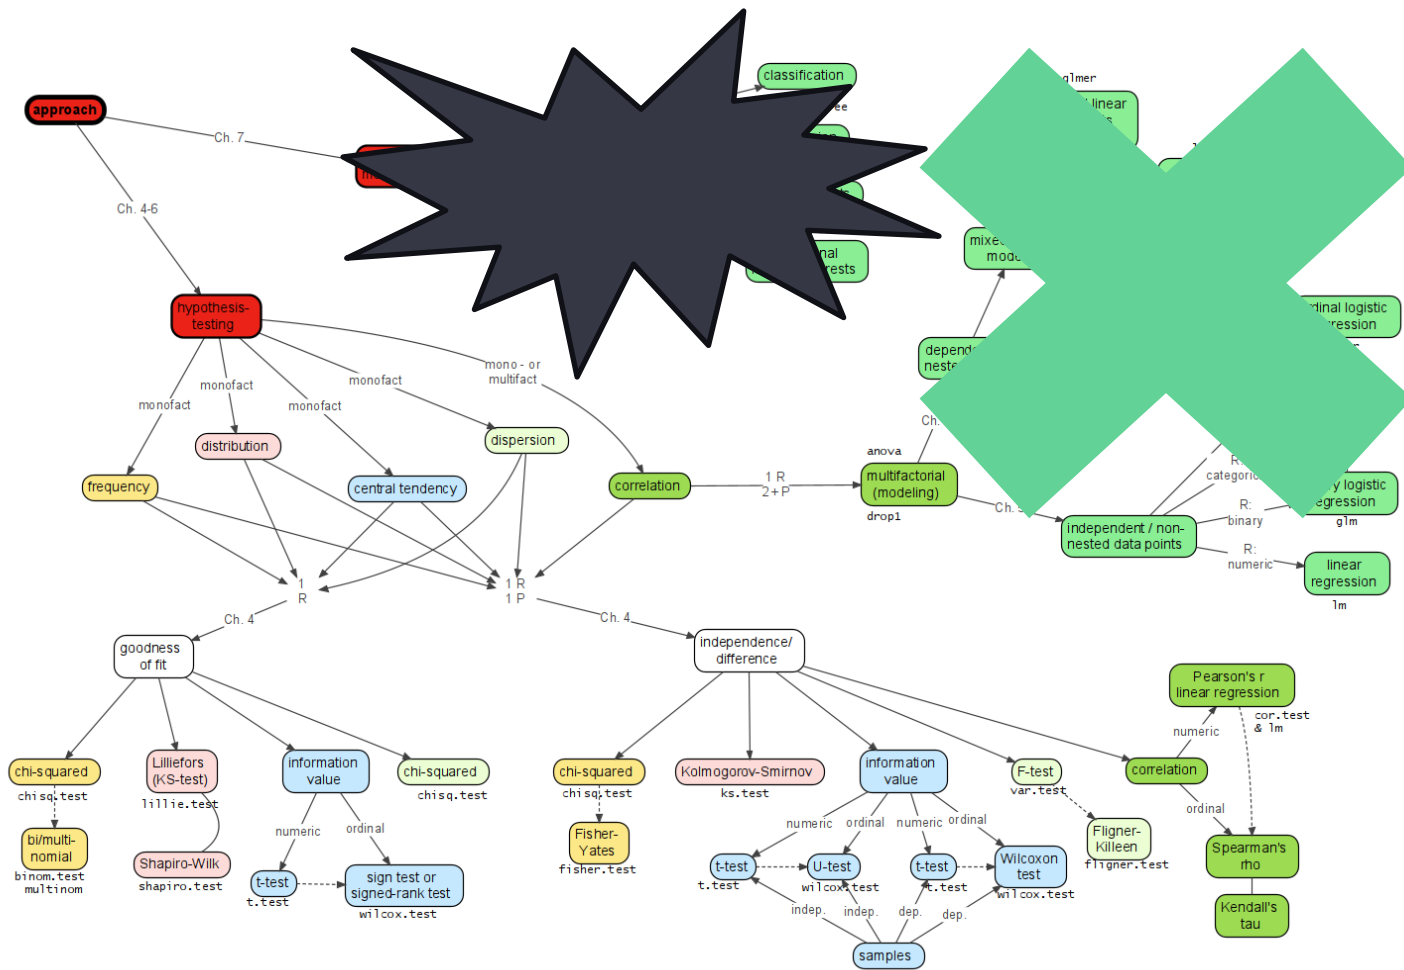 classification
glmer
approach
linear
Ch. 7
Ch. 4-6
mode
hypothesis-
testing
mono- or
multifact
monofact
monofact
monofact
monofact
distribution
dispersion
anova
frequency
central tendency
correlation
1 R
2+ P
multifactorial
(modeling)
drop1
R:
logistic
glm
independent / non-
nested data points
R:
binary
R:
numeric
linear
regression
lm
1
R
1 R
1 P
Ch. 4
Ch. 4
goodness
of fit
independence/
difference
Pearson's r
linear regression
cor.test
& lm
numeric
chi-squared
chisq.test
Lilliefors
(KS-test)
lillie.test
information
value
chi-squared
chisq.test
chi-squared
chisq.test
Kolmogorov-Smirnov
ks.test
information
value
F-test
var.test
correlation
numeric
ordinal
numeric
ordinal
numeric
ordinal
ordinal
bi/multi-
nomial
binom.test
multinom
Shapiro-Wilk
shapiro.test
t-test
t.test
sign test or
signed-rank test
wilcox.test
Fisher-
Yates
fisher.test
t-test
t.test
U-test
wilcox.test
t-test
t.test
Wilcoxon
test
wilcox.test
Fligner-
Killeen
fligner.test
Spearman's
rho
Kendall's
tau
indep.
indep.
dep.
dep.
samples